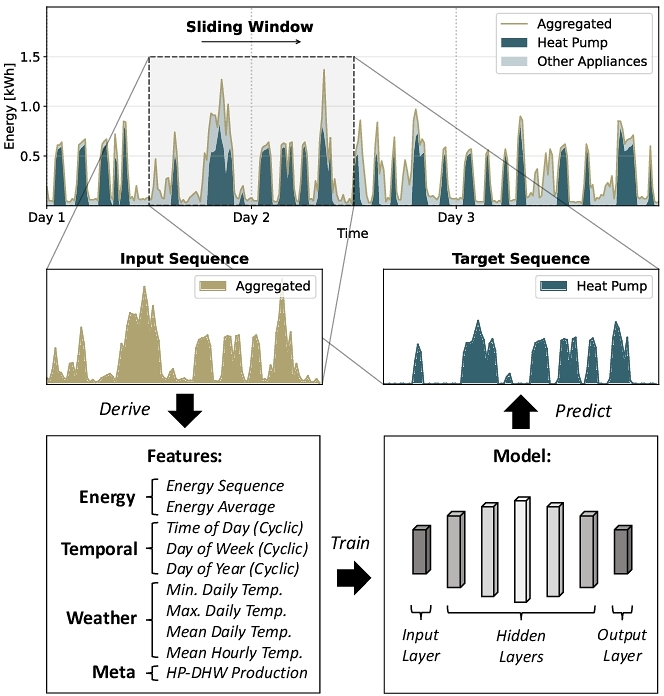 Sliding Window
Aggregated
Heat Pump
Other Appliances
Energy [kWh]
1.5
1.0
0.5
Day 1
Day 2
Day 3
Time
Input Sequence
Aggregated
Target Sequence
Heat Pump
Derive
Predict
Features:
Energy
Energy Sequence
Energy Average
Temporal
Time of Day (Cyclic)
Day of Week (Cyclic)
Day of Year (Cyclic)
Weather
Min. Daily Temp.
Max. Daily Temp.
Mean Daily Temp.
Mean Hourly Temp.
Meta
HP-DHW Production
Train
Model:
Input
Layer
Hidden
Layers
Output
Layer